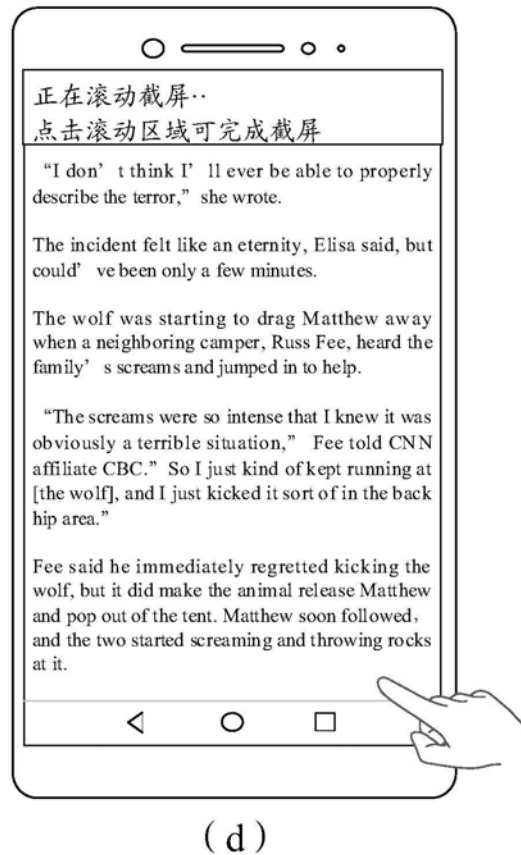 正在滚动截屏··
点击滚动区域可完成截屏
“I don’t think I’ll ever be able to properly
describe the terror,” she wrote.
The incident felt like an eternity, Elisa said, but
could’ve been only a few minutes.
The wolf was starting to drag Matthew away
when a neighboring camper, Russ Fee, heard the
family’s screams and jumped in to help.
“The screams were so intense that I knew it was
obviously a terrible situation,” Fee told CNN
affiliate CBC.” So I just kind of kept running at
[the wolf], and I just kicked it sort of in the back
hip area.”
Fee said he immediately regretted kicking the
wolf, but it did make the animal release Matthew
and pop out of the tent. Matthew soon followed,
and the two started screaming and throwing rocks
at it.
(d)